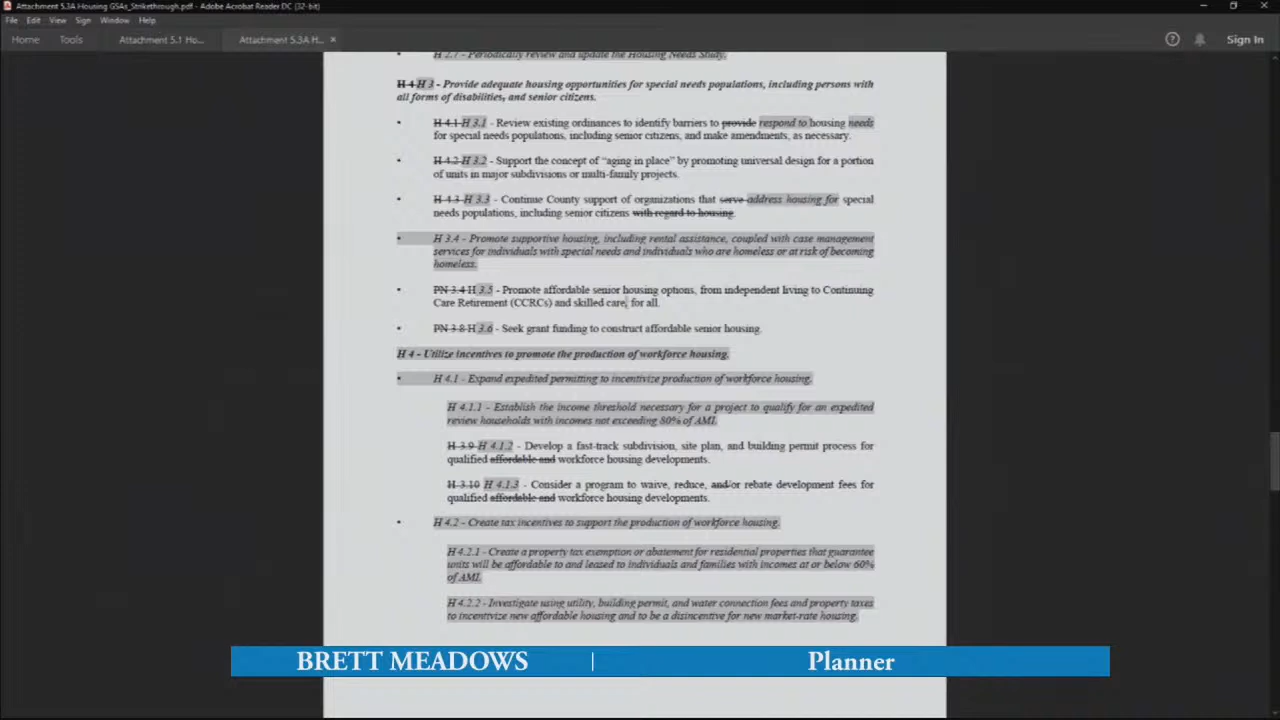 Attachment 5.3A.Housing GSAs_Strikethrough.pdf - Adobe Acrobat Reader DC (32-bit)
File Edit View Sign Window Help
Home Tools Attachment 5.1 Ho... Attachment 5.3A H... × Sign In
• H 2.7 - Periodically review and update the Housing Needs Study.
H 4 H 3 - Provide adequate housing opportunities for special needs populations, including persons with
all forms of disabilities, and senior citizens.
• H 4.1 H 3.1 - Review existing ordinances to identify barriers to provide respond to housing needs
for special needs populations, including senior citizens, and make amendments, as necessary.
• H 4.2 H 3.2 - Support the concept of “aging in place” by promoting universal design for a portion
of units in major subdivisions or multi-family projects.
• H 4.3 H 3.3 - Continue County support of organizations that serve address housing for special
needs populations, including senior citizens with regard to housing.
• H 3.4 - Promote supportive housing, including rental assistance, coupled with case management
services for individuals with special needs and individuals who are homeless or at risk of becoming
homeless.
• PN 3.4 H 3.5 - Promote affordable senior housing options, from independent living to Continuing
Care Retirement (CCRCs) and skilled care, for all.
• PN 3.8 H 3.6 - Seek grant funding to construct affordable senior housing.
H 4 - Utilize incentives to promote the production of workforce housing.
• H 4.1 - Expand expedited permitting to incentivize production of workforce housing.
H 4.1.1 - Establish the income threshold necessary for a project to qualify for an expedited
review households with incomes not exceeding 80% of AMI.
H 3.9 H 4.1.2 - Develop a fast-track subdivision, site plan, and building permit process for
qualified affordable and workforce housing developments.
H 3.10 H 4.1.3 - Consider a program to waive, reduce, and/or rebate development fees for
qualified affordable and workforce housing developments.
• H 4.2 - Create tax incentives to support the production of workforce housing.
H 4.2.1 - Create a property tax exemption or abatement for residential properties that guarantee
units will be affordable to and leased to individuals and families with incomes at or below 60%
of AMI.
H 4.2.2 - Investigate using utility, building permit, and water connection fees and property taxes
to incentivize new affordable housing and to be a disincentive for new market-rate housing.
BRETT MEADOWS | Planner